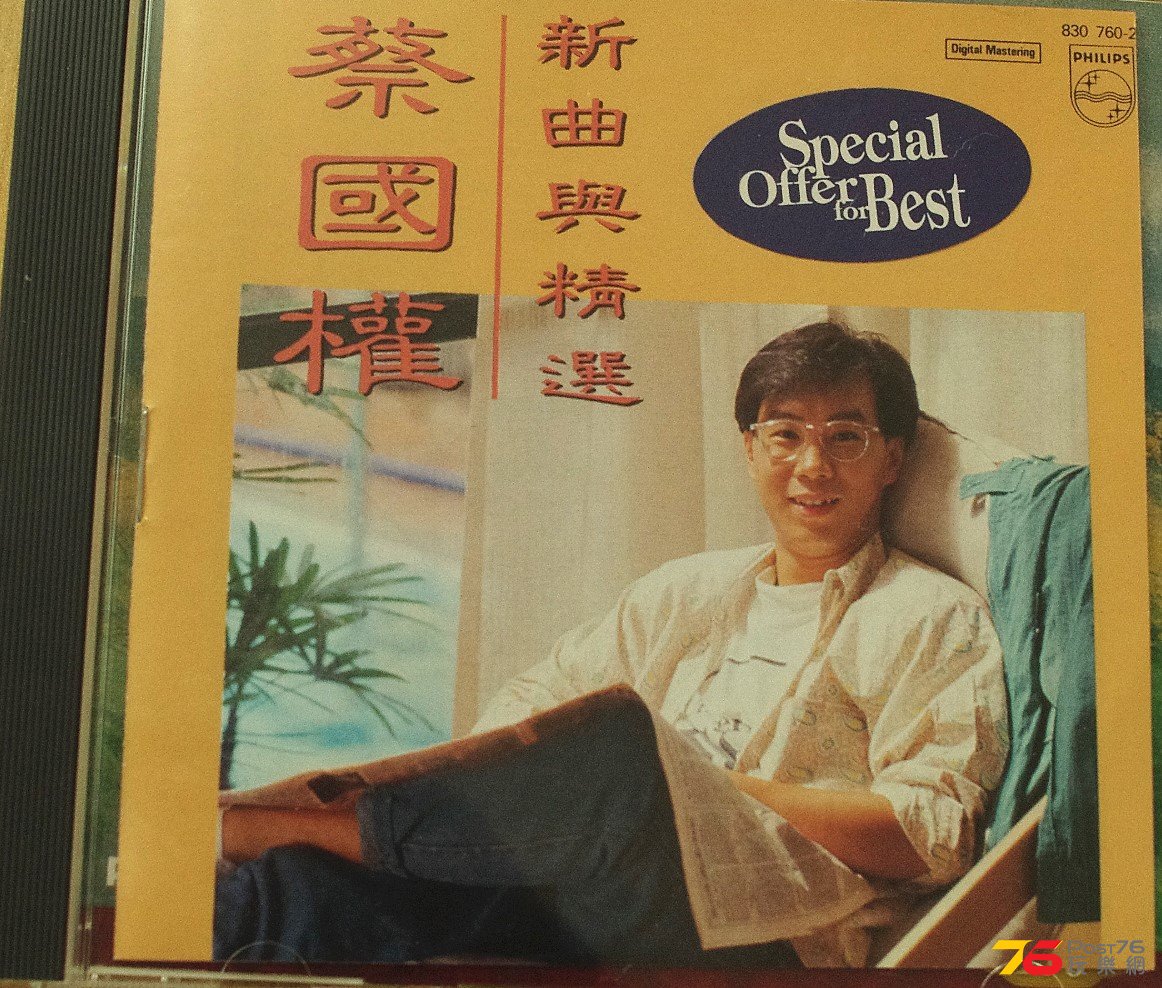 蔡國權
新曲與精選
830 760-2
Digital Mastering
PHILIPS
Special
Offer for Best
76 POST76